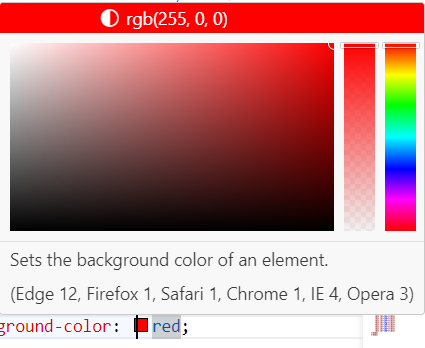 rgb(255, 0, 0)
Sets the background color of an element.
(Edge 12, Firefox 1, Safari 1, Chrome 1, IE 4, Opera 3)
ground-color: red;